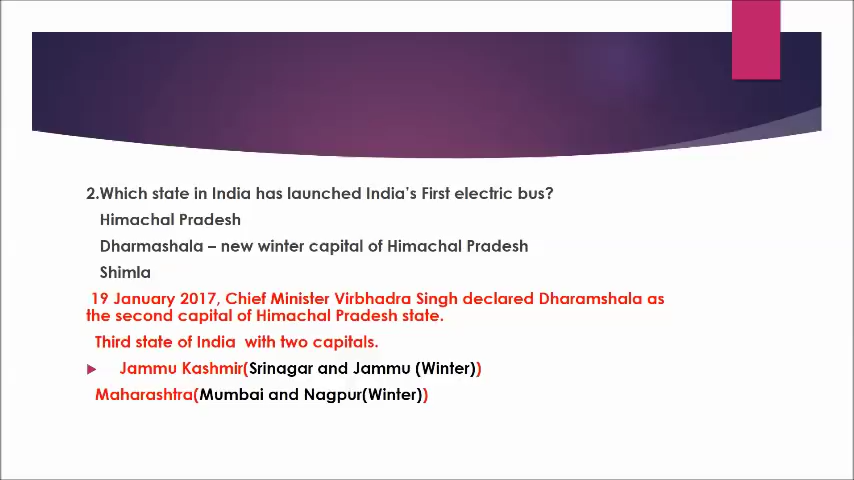 2.Which state in India has launched India's First electric bus?
Himachal Pradesh
Dharmashala – new winter capital of Himachal Pradesh
Shimla
19 January 2017, Chief Minister Virbhadra Singh declared Dharamshala as
the second capital of Himachal Pradesh state.
Third state of India with two capitals.
Jammu Kashmir(Srinagar and Jammu (Winter))
Maharashtra(Mumbai and Nagpur(Winter))